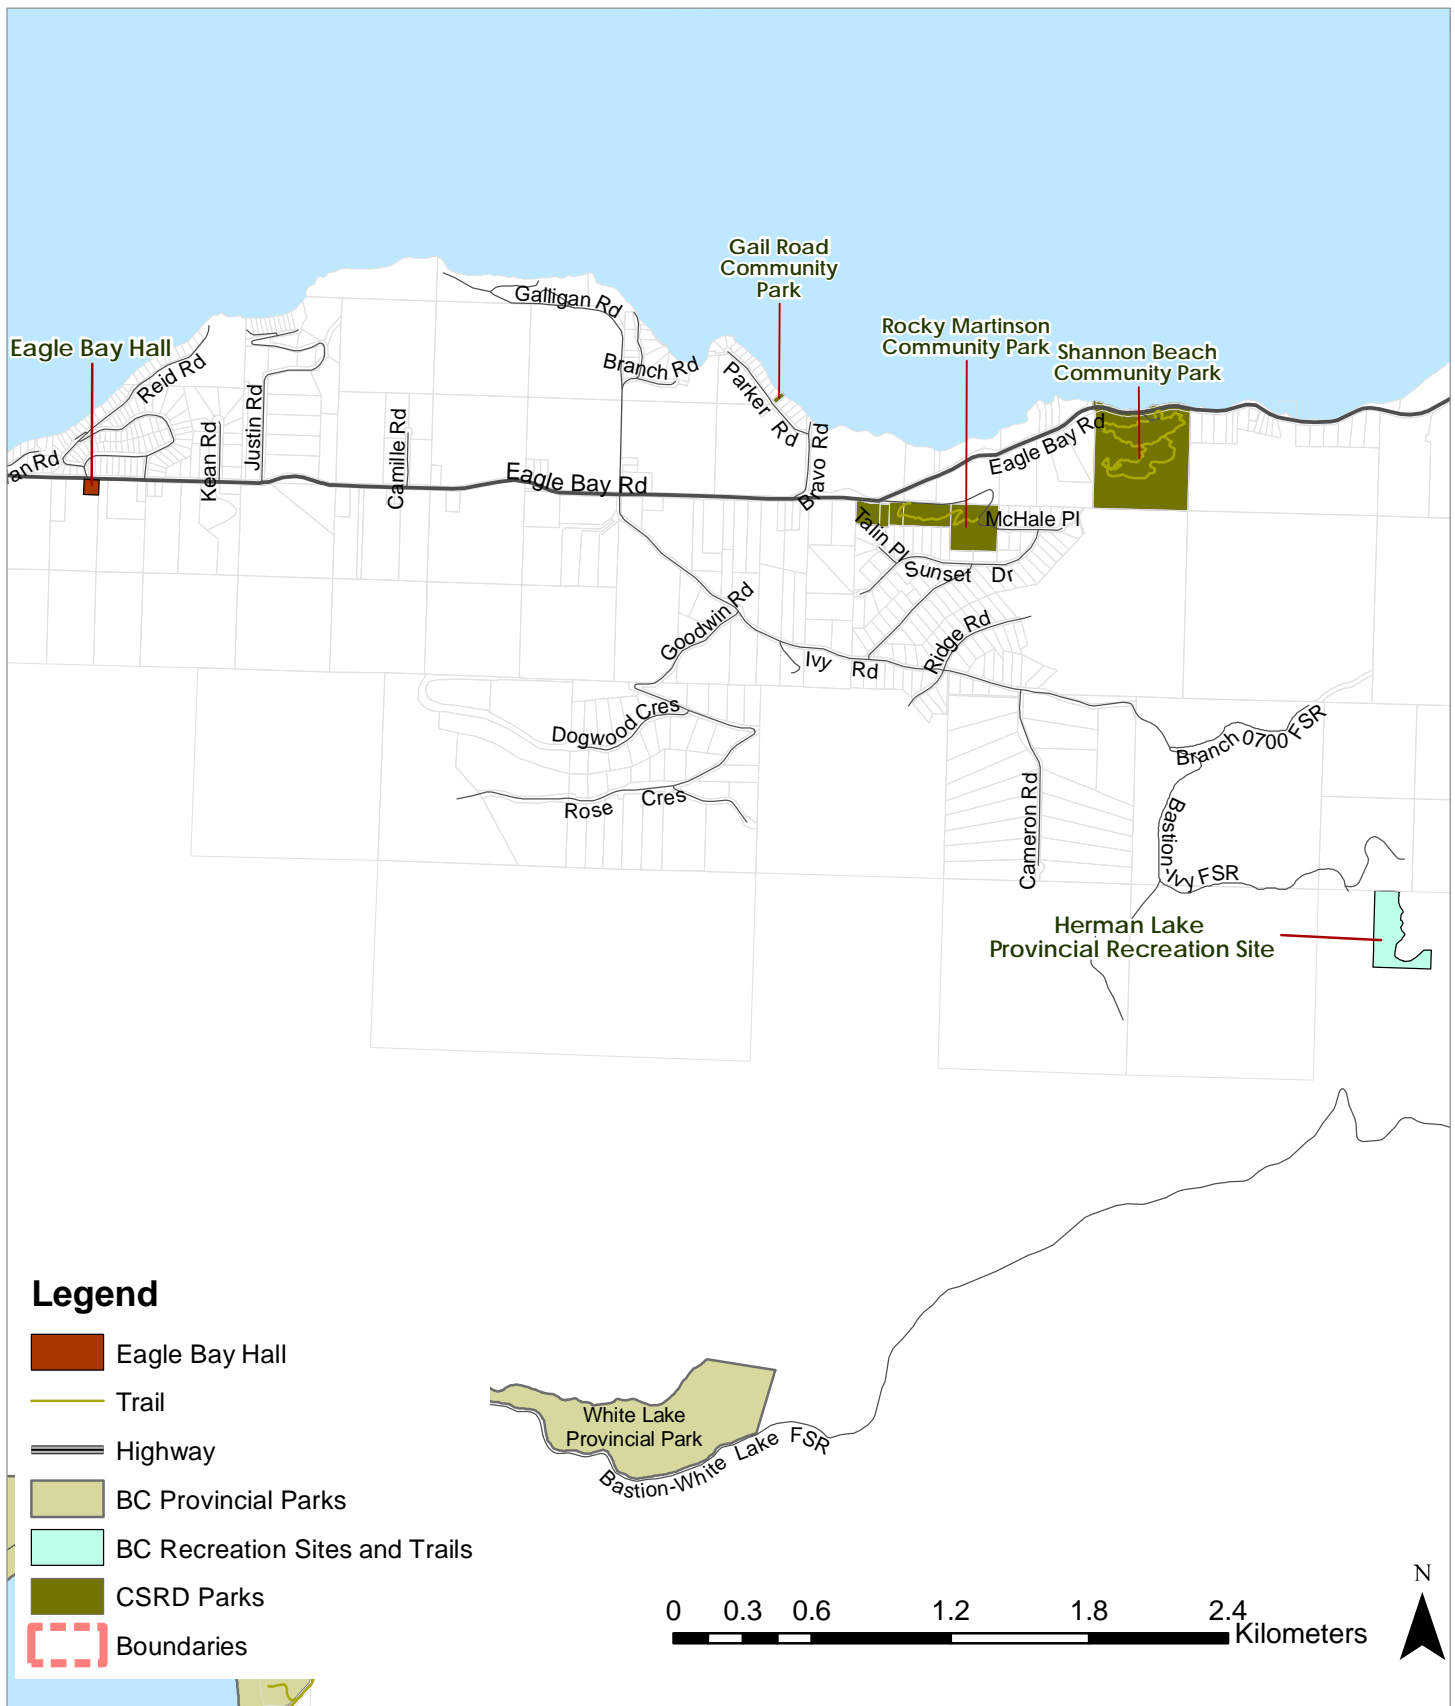 Gail Road
Community
Park
Galligan Rd
Rocky Martinson
Community Park
Eagle Bay Hall
Shannon Beach
Community Park
Reid Rd
Branch Rd
Parker Rd
Justin Rd
Kean Rd
Camille Rd
Bravo Rd
Eagle Bay Rd
an Rd
Eagle Bay Rd
McHale Pl
Talin Pl
Sunset Dr
Goodwin Rd
Ridge Rd
Ivy Rd
Dogwood Cres
Branch 0700 FSR
Rose Cres
Cameron Rd
Bastion-Ivy FSR
Herman Lake
Provincial Recreation Site
Legend
Eagle Bay Hall
Trail
Highway
BC Provincial Parks
BC Recreation Sites and Trails
CSRD Parks
Boundaries
White Lake
Provincial Park
Bastion-White Lake FSR
N
0 0.3 0.6 1.2 1.8 2.4
Kilometers